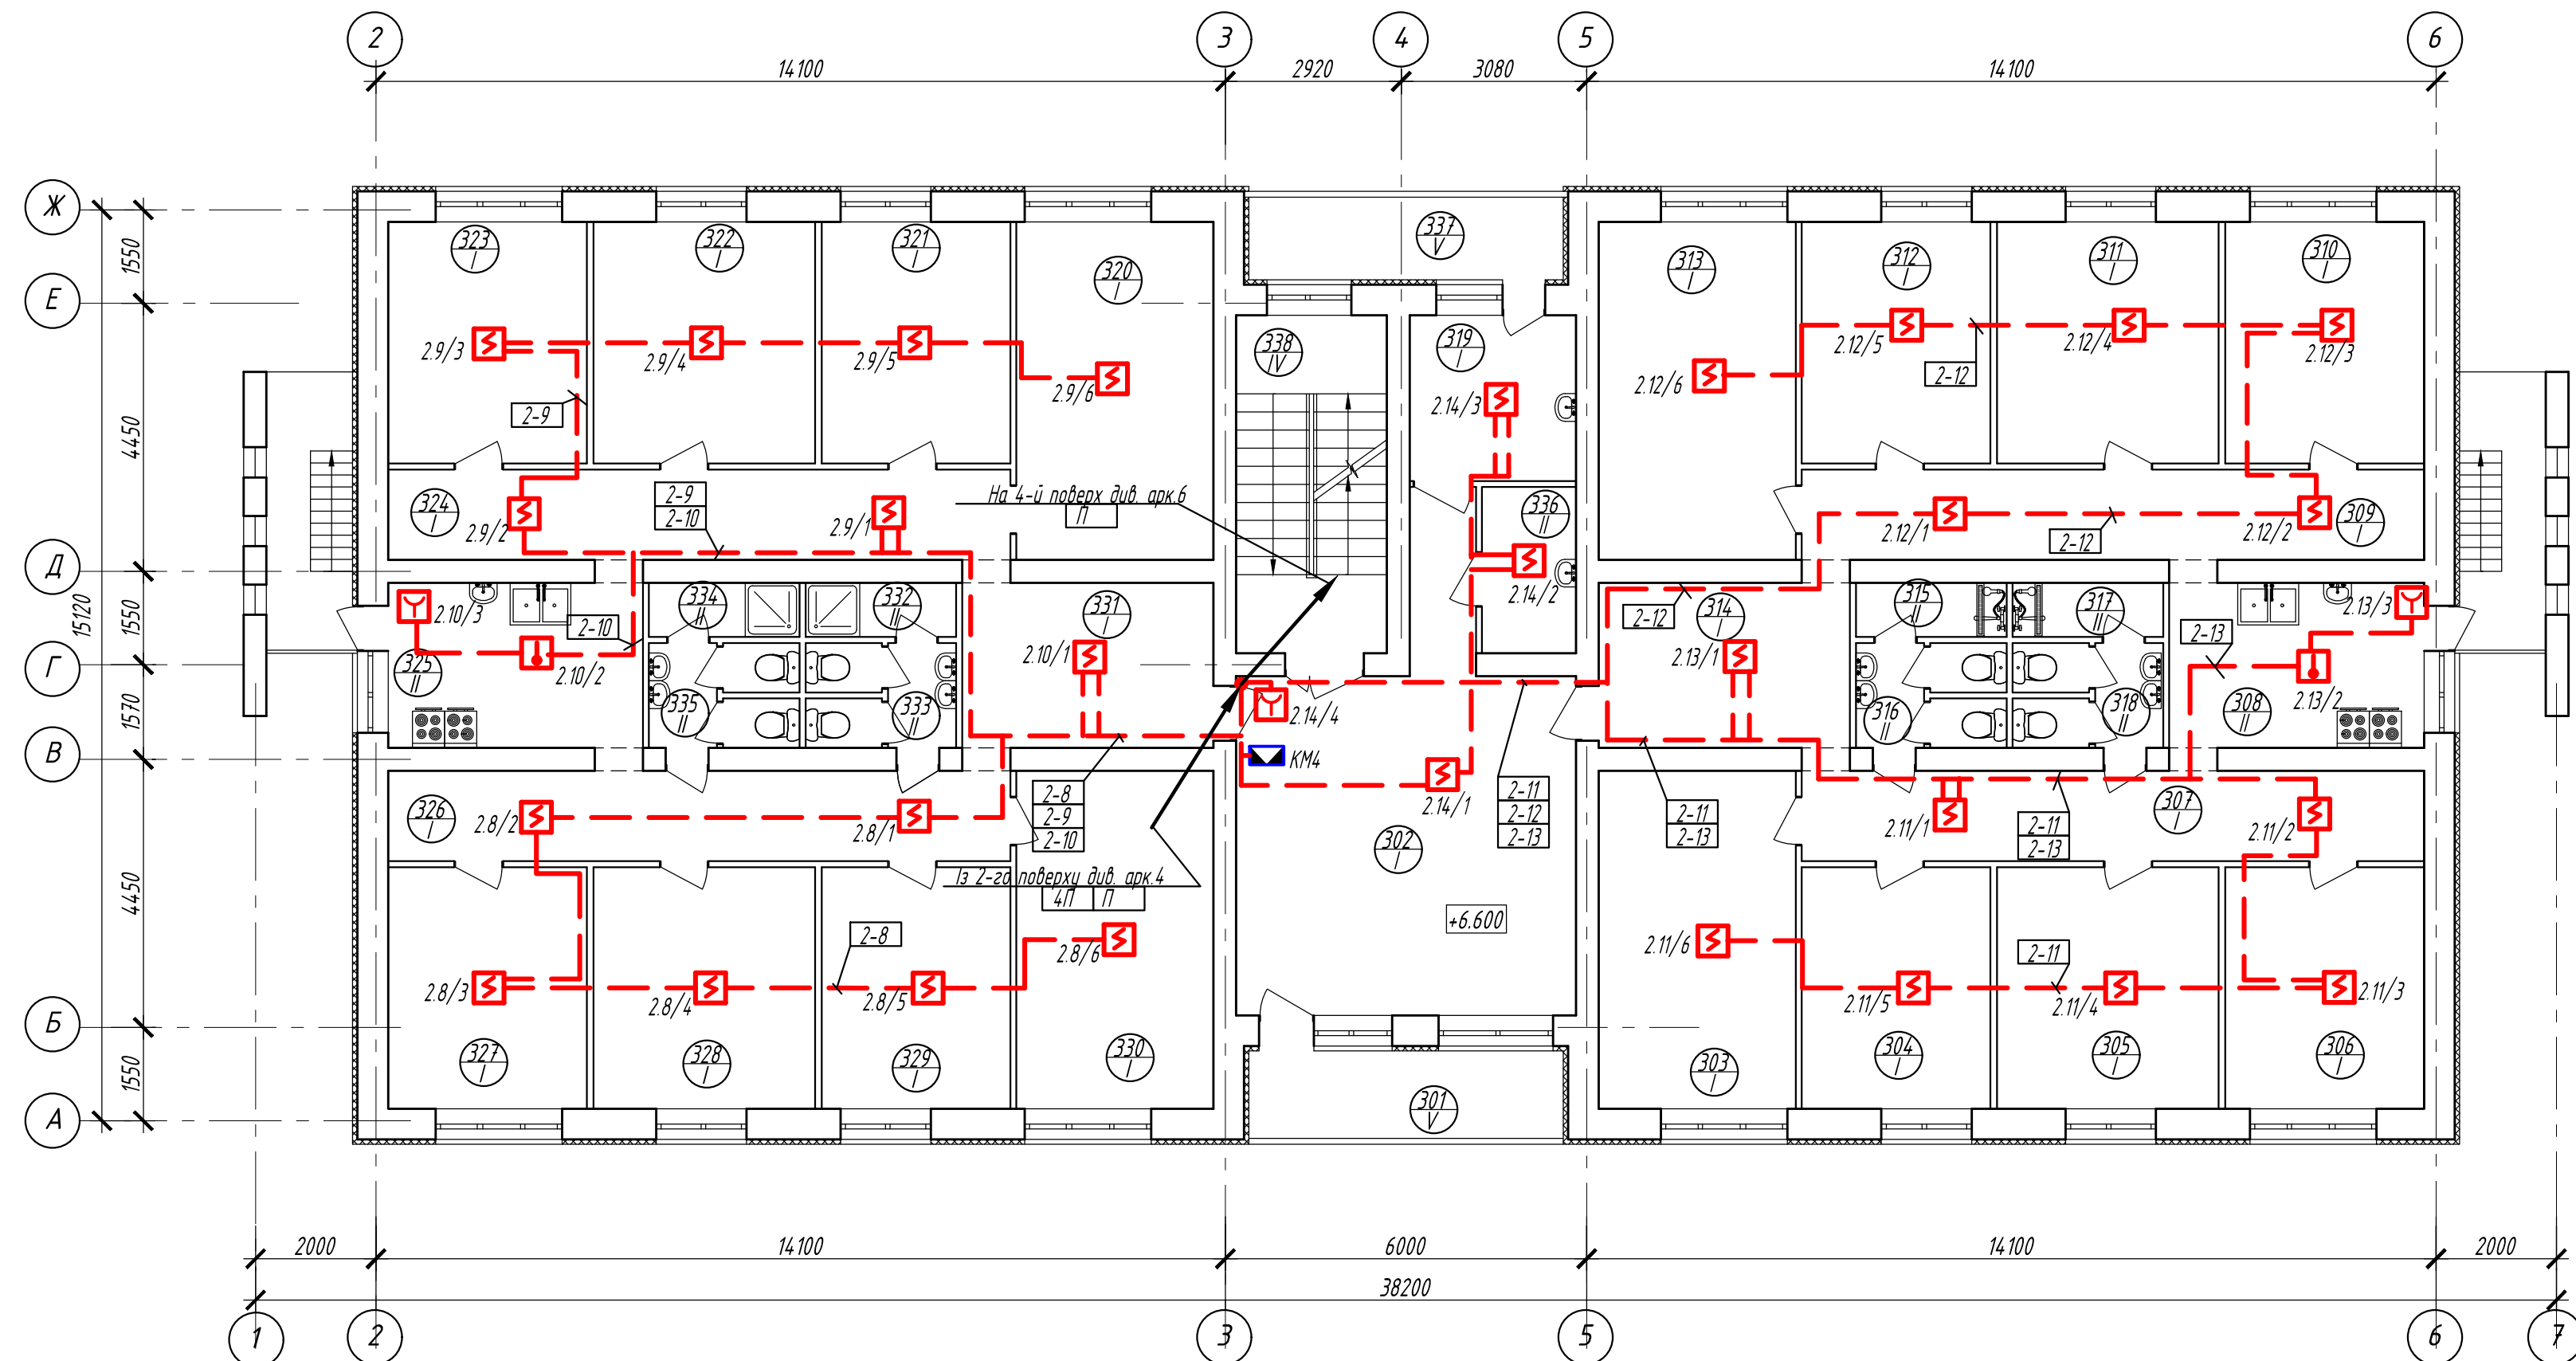 2
3
4
5
6
14100
2920
3080
14100
Ж
Е
Д
Г
В
Б
А
1550
4450
1550
1570
4450
1550
15120
323
I
322
I
321
I
320
I
337
V
313
I
312
I
311
I
310
I
2.9/3
2.9/4
2.9/5
2.9/6
338
IV
319
I
2.14/3
2.12/6
2.12/5
2.12/4
2.12/3
2-9
2-12
324
I
2.9/2
2-9
2-10
2.9/1
На 4-й поверх див. арк.6
П
336
II
2.14/2
2.12/1
2-12
2.12/2
309
I
2.10/3
2-10
334
II
332
II
331
I
2-12
314
I
315
II
317
II
2-13
2.13/3
325
II
2.10/2
335
II
333
II
2.10/1
2.14/4
2.13/1
316
II
318
II
308
II
2.13/2
КМ4
326
I
2.8/2
2.8/1
2-8
2-9
2-10
2.14/1
302
I
2-11
2-12
2-13
2-11
2-13
2.11/1
2-11
2-13
307
I
2.11/2
Із 2-го поверху див. арк.4
4П
П
+6.600
2-8
2.8/3
2.8/4
2.8/5
2.8/6
2.11/6
2.11/5
2-11
2.11/4
2.11/3
327
I
328
I
329
I
330
I
303
I
304
I
305
I
306
I
301
V
2000
14100
6000
14100
2000
38200
1
2
3
5
6
7